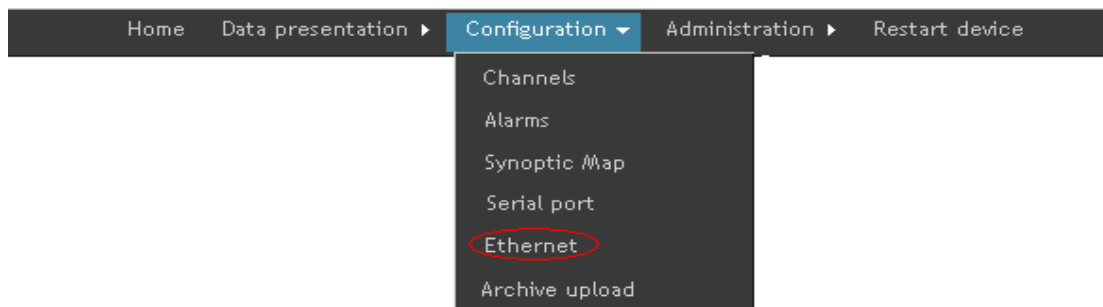 Home Data presentation Configuration Administration Restart device
Channels
Alarms
Synoptic Map
Serial port
Ethernet
Archive upload